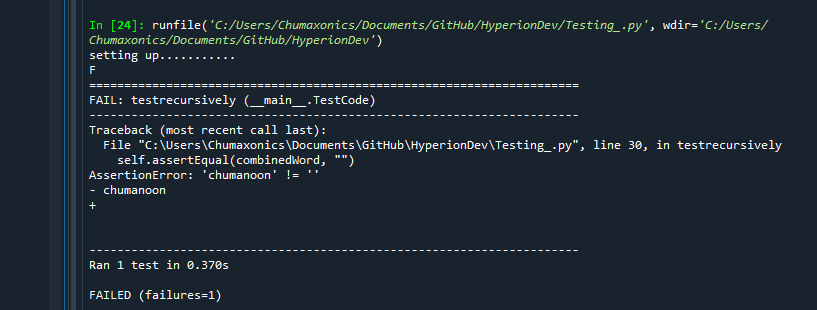 In [24]: runfile('C:/Users/Chumaxonics/Documents/GitHub/HyperionDev/Testing_.py', wdir='C:/Users/
Chumaxonics/Documents/GitHub/HyperionDev')
setting up...........
F
======================================================================
FAIL: testrecursively (__main__.TestCode)
----------------------------------------------------------------------
Traceback (most recent call last):
  File "C:\Users\Chumaxonics\Documents\GitHub\HyperionDev\Testing_.py", line 30, in testrecursively
    self.assertEqual(combinedWord, "")
AssertionError: 'chumanoon' != ''
- chumanoon
+
----------------------------------------------------------------------
Ran 1 test in 0.370s
FAILED (failures=1)